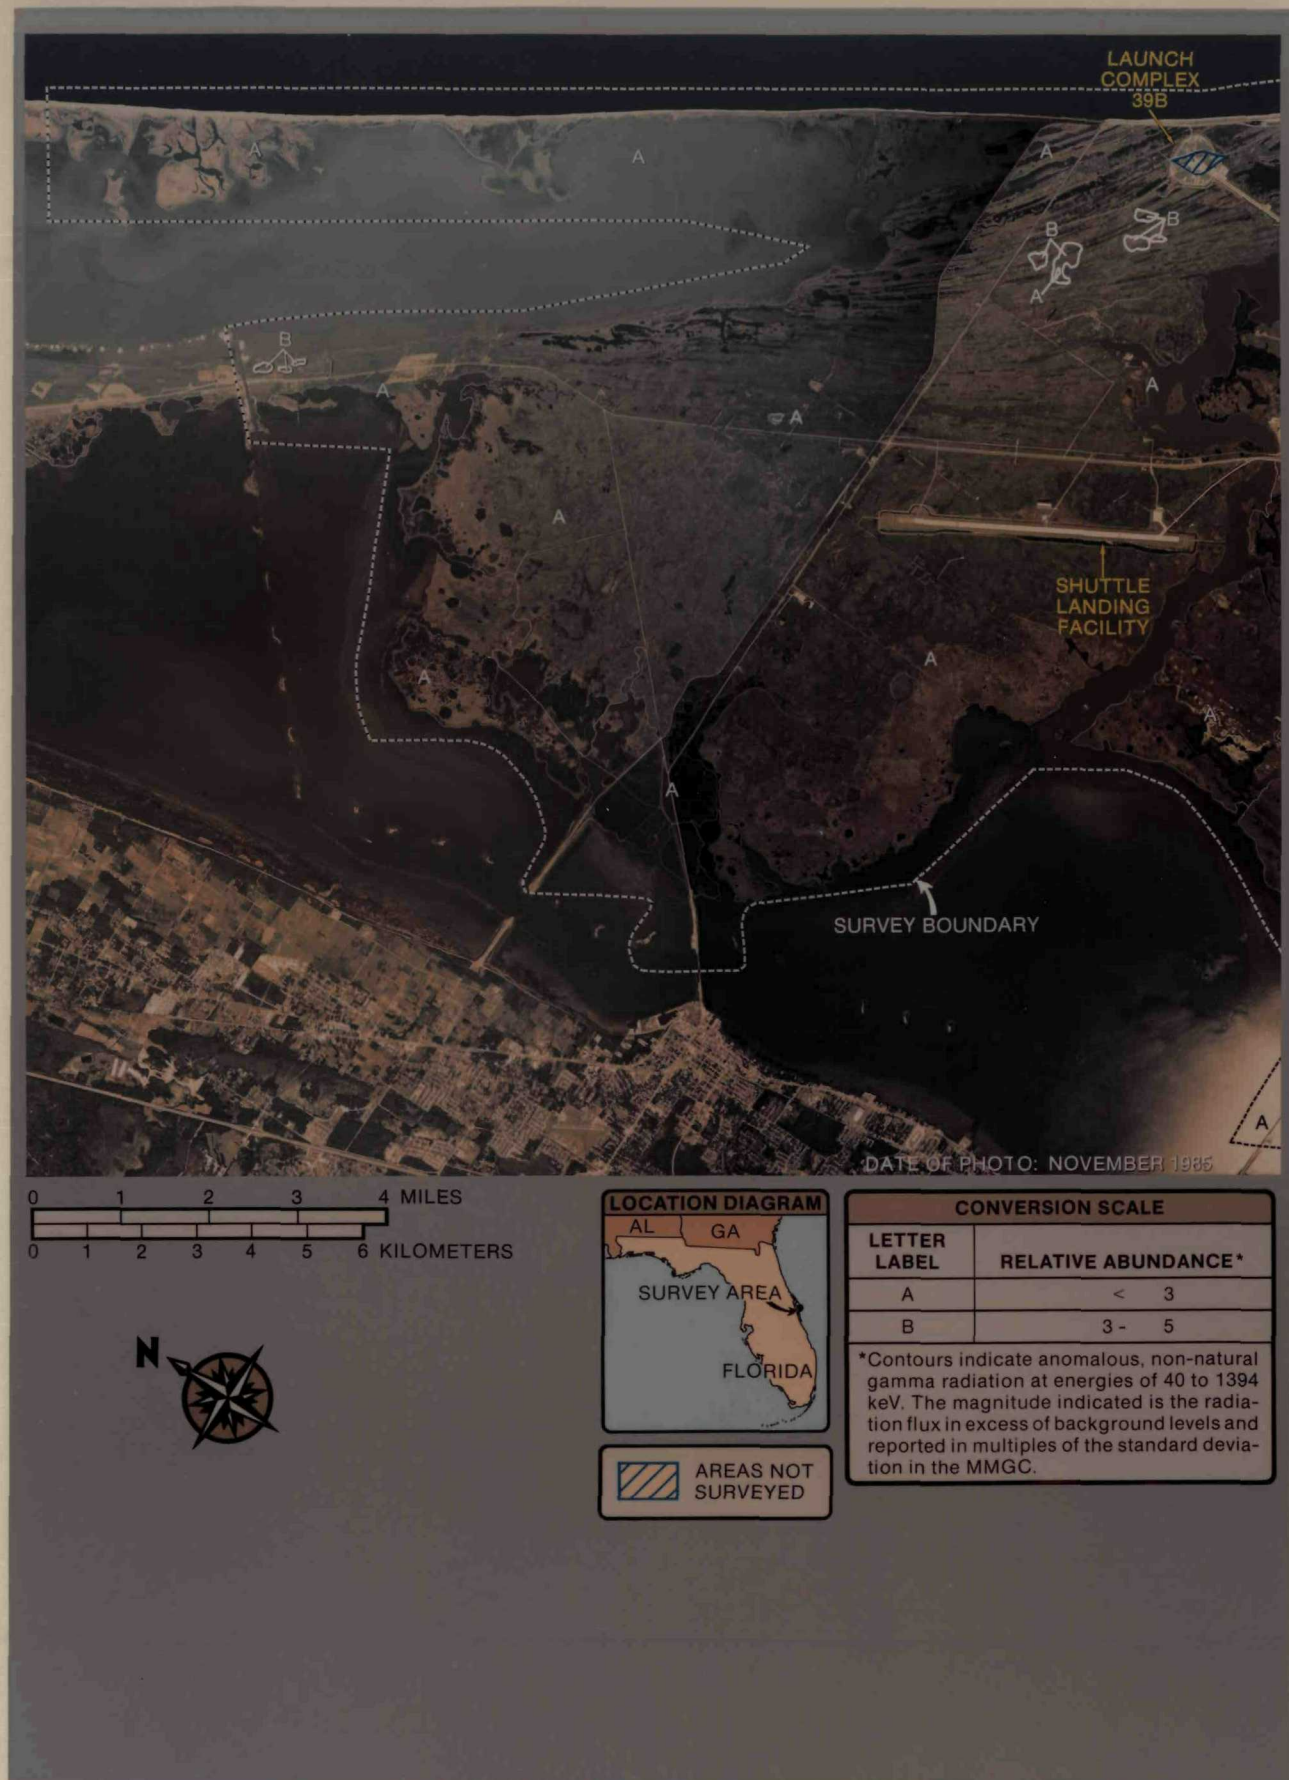 LAUNCH
COMPLEX
39B
A
A
A
B
B
A
B
A
A
A
A
SHUTTLE
LANDING
FACILITY
A
A
A
A
SURVEY BOUNDARY
A
DATE OF PHOTO: NOVEMBER 1985
0 1 2 3 4 MILES
0 1 2 3 4 5 6 KILOMETERS
N
LOCATION DIAGRAM
AL GA
SURVEY AREA
FLORIDA
AREAS NOT
SURVEYED
CONVERSION SCALE
LETTER
LABEL
RELATIVE ABUNDANCE*
A < 3
B 3 - 5
*Contours indicate anomalous, non-natural
gamma radiation at energies of 40 to 1394
keV. The magnitude indicated is the radia-
tion flux in excess of background levels and
reported in multiples of the standard devia-
tion in the MMGC.